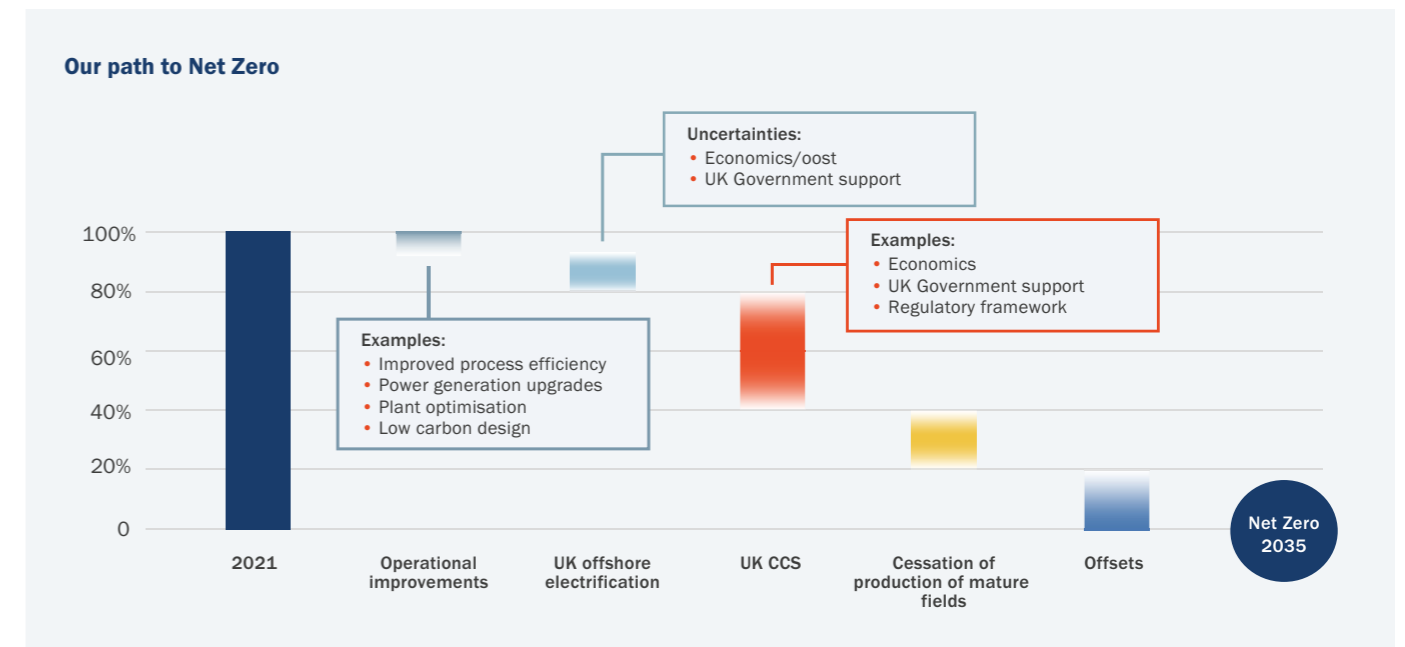 Our path to Net Zero
Uncertainties:
• Economics/oost
• UK Government support
Examples:
• Economics
• UK Government support
• Regulatory framework
100%
80%
60%
40%
20%
0
Examples:
• Improved process efficiency
• Power generation upgrades
• Plant optimisation
• Low carbon design
2021
Operational
improvements
UK offshore
electrification
UK CCS
Cessation of
production of mature
fields
Offsets
Net Zero
2035